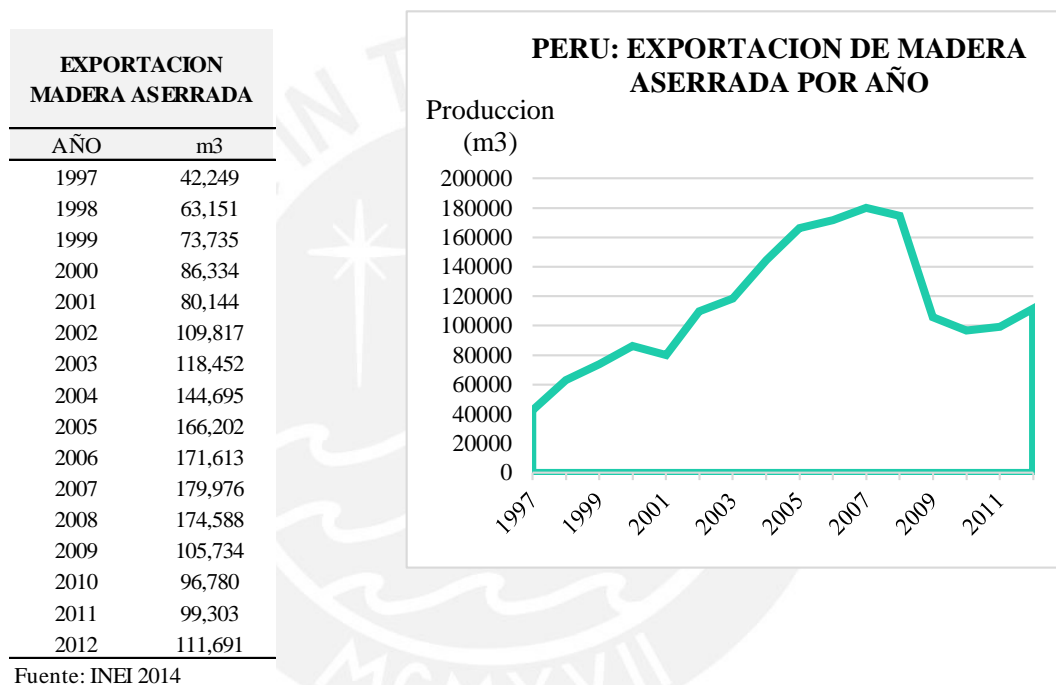 EXPORTACION
MADERA ASERRADA
AÑO m3
1997 42,249
1998 63,151
1999 73,735
2000 86,334
2001 80,144
2002 109,817
2003 118,452
2004 144,695
2005 166,202
2006 171,613
2007 179,976
2008 174,588
2009 105,734
2010 96,780
2011 99,303
2012 111,691
Fuente: INEI 2014
PERU: EXPORTACION DE MADERA
ASERRADA POR AÑO
Produccion
(m3)
200000
180000
160000
140000
120000
100000
80000
60000
40000
20000
0
1997 1999 2001 2003 2005 2007 2009 2011
MCMXVII